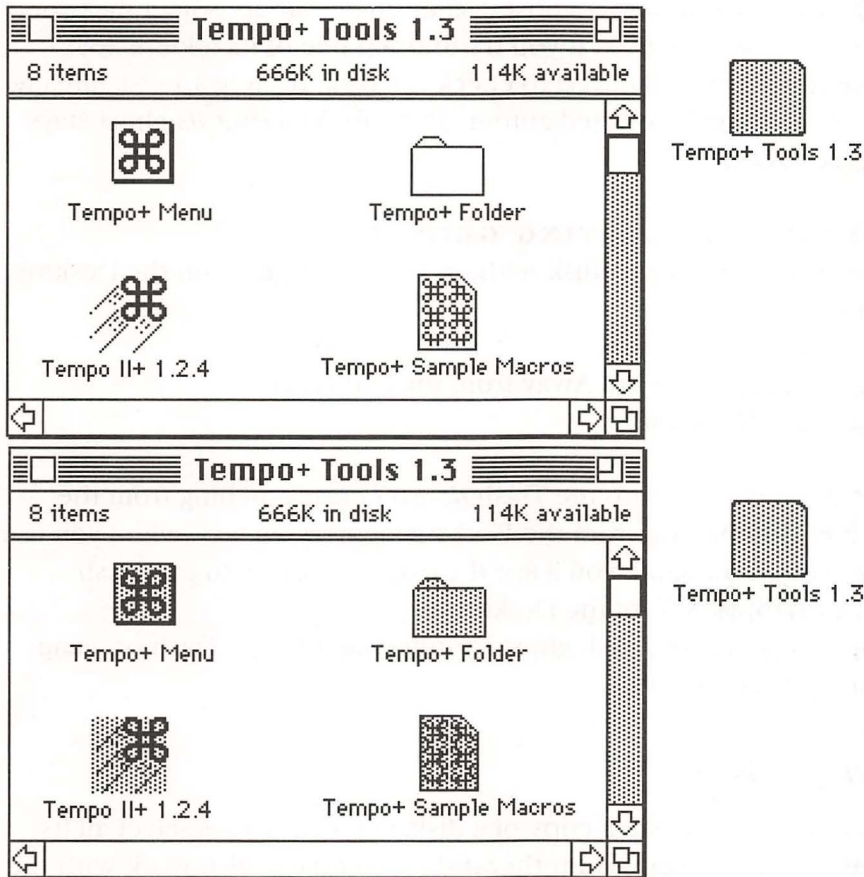 Tempo+ Tools 1.3
8 items 666K in disk 114K available
Tempo+ Tools 1.3
Tempo+ Menu Tempo+ Folder
Tempo II+ 1.2.4 Tempo+ Sample Macros
Tempo+ Tools 1.3
8 items 666K in disk 114K available
Tempo+ Tools 1.3
Tempo+ Menu Tempo+ Folder
Tempo II+ 1.2.4 Tempo+ Sample Macros